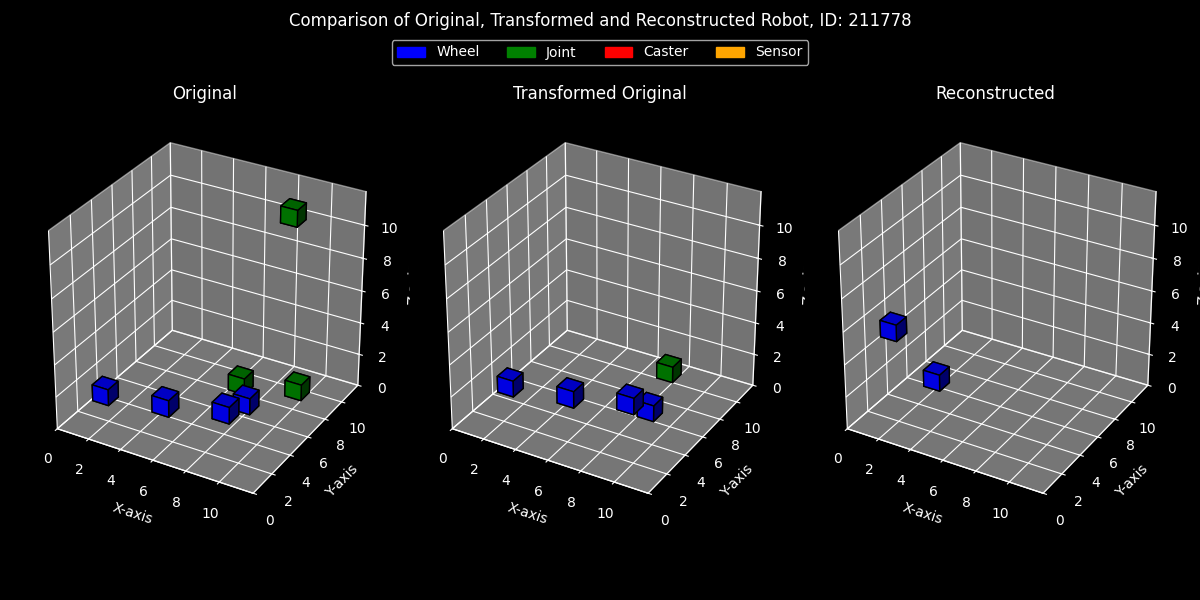 Comparison of Original, Transformed and Reconstructed Robot, ID: 211778
Wheel Joint Caster Sensor
Original Transformed Original Reconstructed
10 10 10
8 8 8
6 6 6
4 4 4
2 2 2
0 0 0
10 10 10
8 8 8
6 6 6
4 4 4
2 2 2
0 0 0
0 2 4 6 8 10 0 2 4 6 8 10 0 2 4 6 8 10
X-axis Y-axis X-axis Y-axis X-axis Y-axis